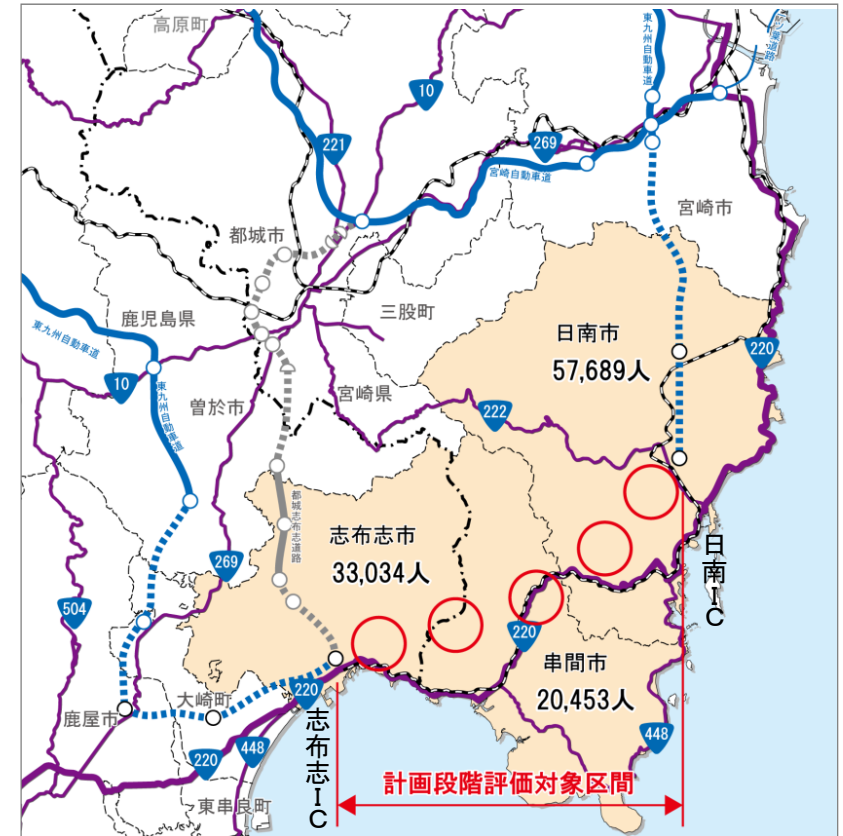 高原町
東九州自動車道
10
221
269
宮崎自動車道
宮崎市
都城市
鹿児島県
三股町
東九州自動車道
日南市
57,689人
220
10
東九州自動車道
曽於市
宮崎県
222
都城志布志道路
志布志市
33,034人
日南IC
269
504
220
串間市
20,453人
大崎町
鹿屋市
220
志布志IC
448
220
448
計画段階評価対象区間
東串良町